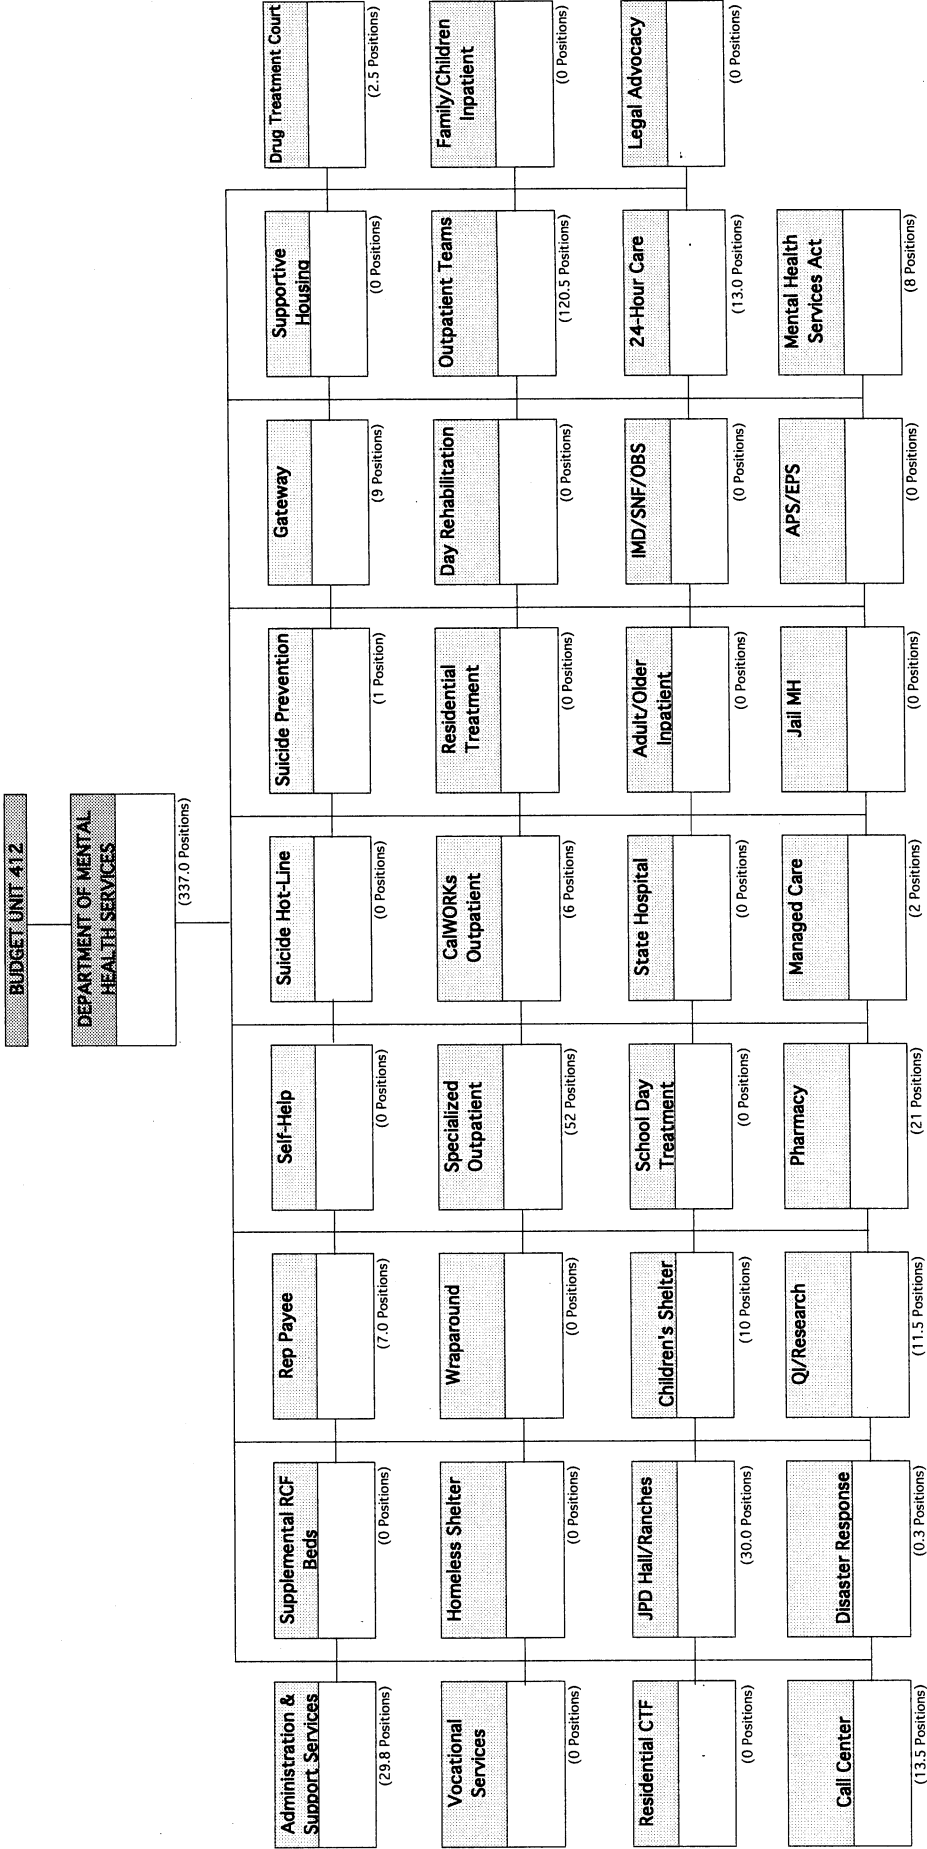 BUDGET UNIT 412
DEPARTMENT OF MENTAL
HEALTH SERVICES
(337.0 Positions)
Administration &
Support Services
(29.8 Positions)
Supplemental RCF
Beds
(0 Positions)
Rep Payee
(7.0 Positions)
Self-Help
(0 Positions)
Suicide Hot-Line
(0 Positions)
Suicide Prevention
(1 Position)
Gateway
(9 Positions)
Supportive
Housing
(0 Positions)
Drug Treatment Court
(2.5 Positions)
Vocational
Services
(0 Positions)
Homeless Shelter
(0 Positions)
Wraparound
(0 Positions)
Specialized
Outpatient
(52 Positions)
CalWORKs
Outpatient
(6 Positions)
Residential
Treatment
(0 Positions)
Day Rehabilitation
(0 Positions)
Outpatient Teams
(120.5 Positions)
Family/Children
Inpatient
(0 Positions)
Residential CTF
(0 Positions)
JPD Hall/Ranches
(30.0 Positions)
Children's Shelter
(10 Positions)
School Day
Treatment
(0 Positions)
State Hospital
(0 Positions)
Adult/Older
Inpatient
(0 Positions)
IMD/SNF/OBS
(0 Positions)
24-Hour Care
(13.0 Positions)
Legal Advocacy
(0 Positions)
Call Center
(13.5 Positions)
Disaster Response
(0.3 Positions)
QI/Research
(11.5 Positions)
Pharmacy
(21 Positions)
Managed Care
(2 Positions)
Jail MH
(0 Positions)
APS/EPS
(0 Positions)
Mental Health
Services Act
(8 Positions)